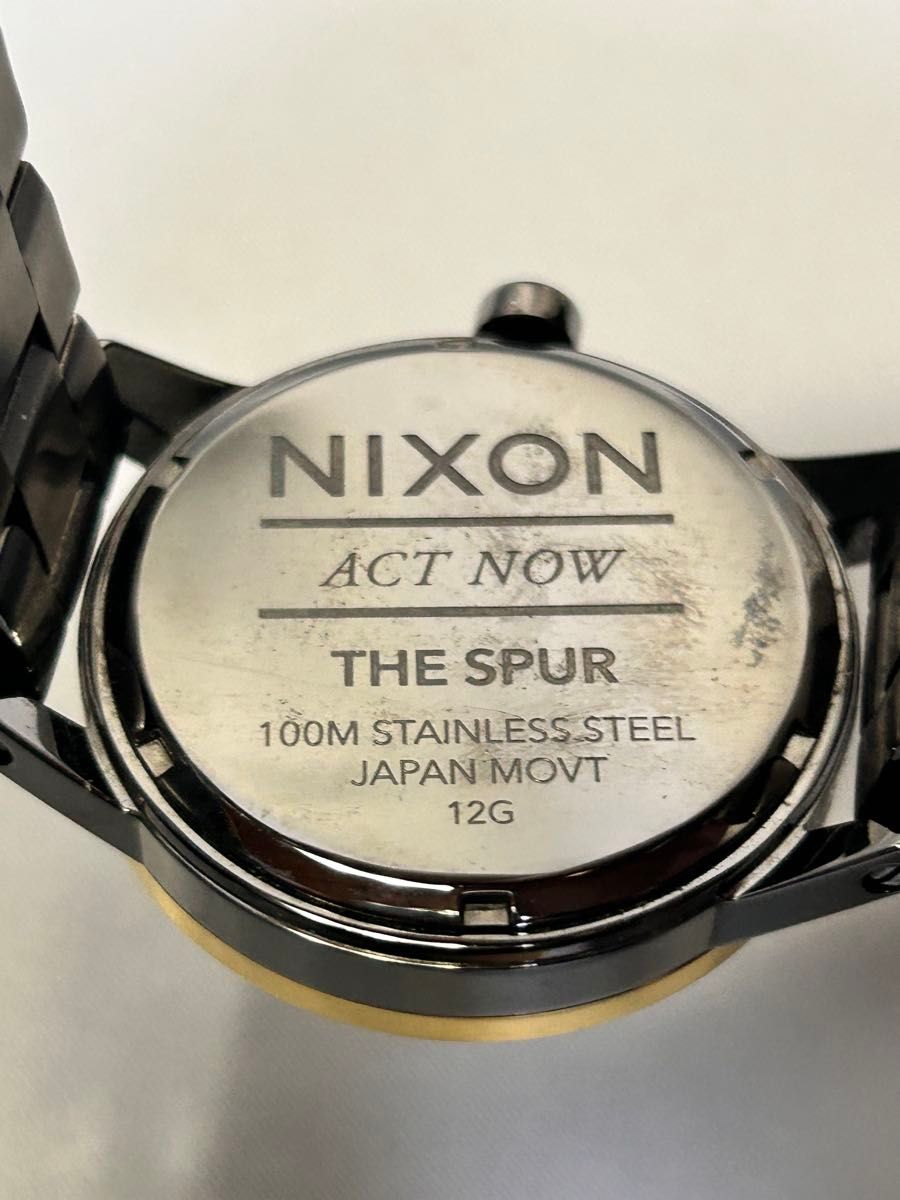 NIXON
ACT NOW
THE SPUR
100M STAINLESS STEEL
JAPAN MOVT
12G